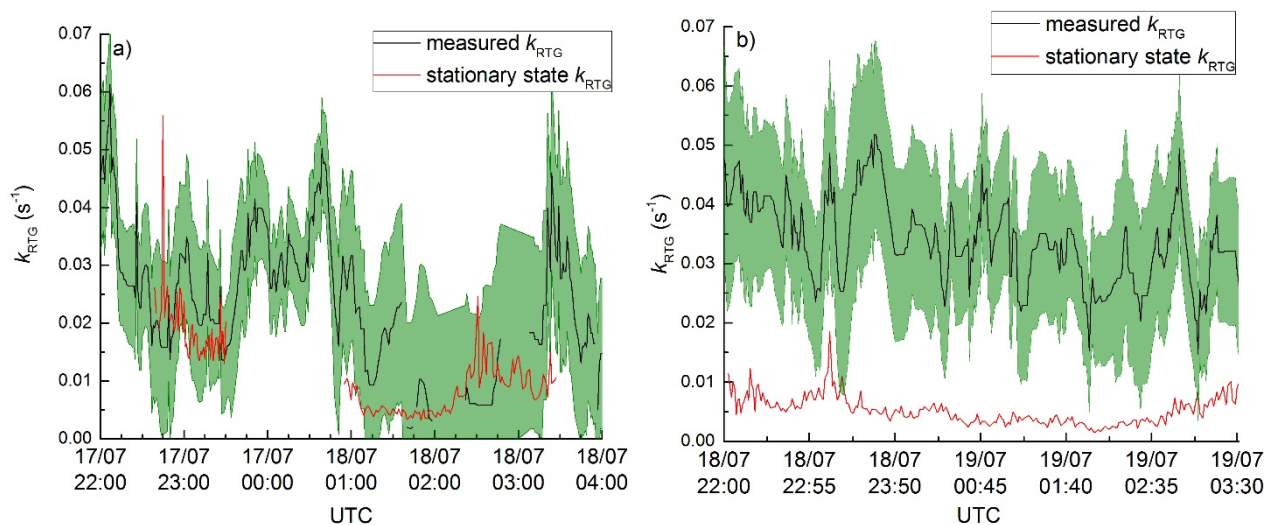 a)
measured kRTG
stationary state kRTG
0.07
0.06
0.05
0.04
0.03
0.02
0.01
0.00
kRTG (s⁻¹)
17/07 17/07 17/07 18/07 18/07 18/07 18/07
22:00 23:00 00:00 01:00 02:00 03:00 04:00
UTC
b)
measured kRTG
stationary state kRTG
0.07
0.06
0.05
0.04
0.03
0.02
0.01
0.00
kRTG (s⁻¹)
18/07 18/07 18/07 19/07 19/07 19/07 19/07
22:00 22:55 23:50 00:45 01:40 02:35 03:30
UTC